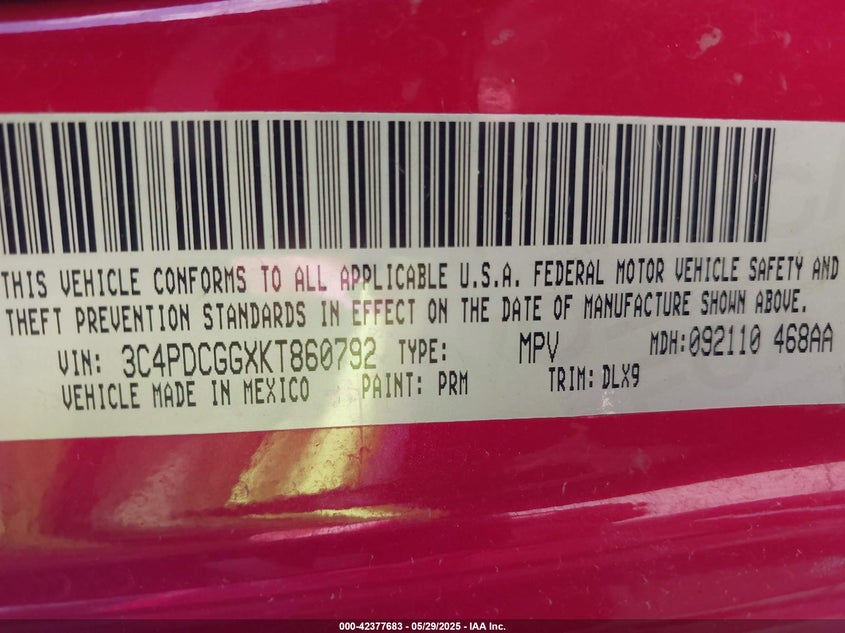 THIS VEHICLE CONFORMS TO ALL APPLICABLE U.S.A. FEDERAL MOTOR VEHICLE SAFETY AND
THEFT PREVENTION STANDARDS IN EFFECT ON THE DATE OF MANUFACTURE SHOWN ABOVE.
VIN: 3C4PDCGGXKT860792 TYPE: MPV MDH: 092110 468AA
VEHICLE MADE IN MEXICO PAINT: PRM TRIM: DLX9
000-42377683 - 05/29/2025 - IAA Inc.